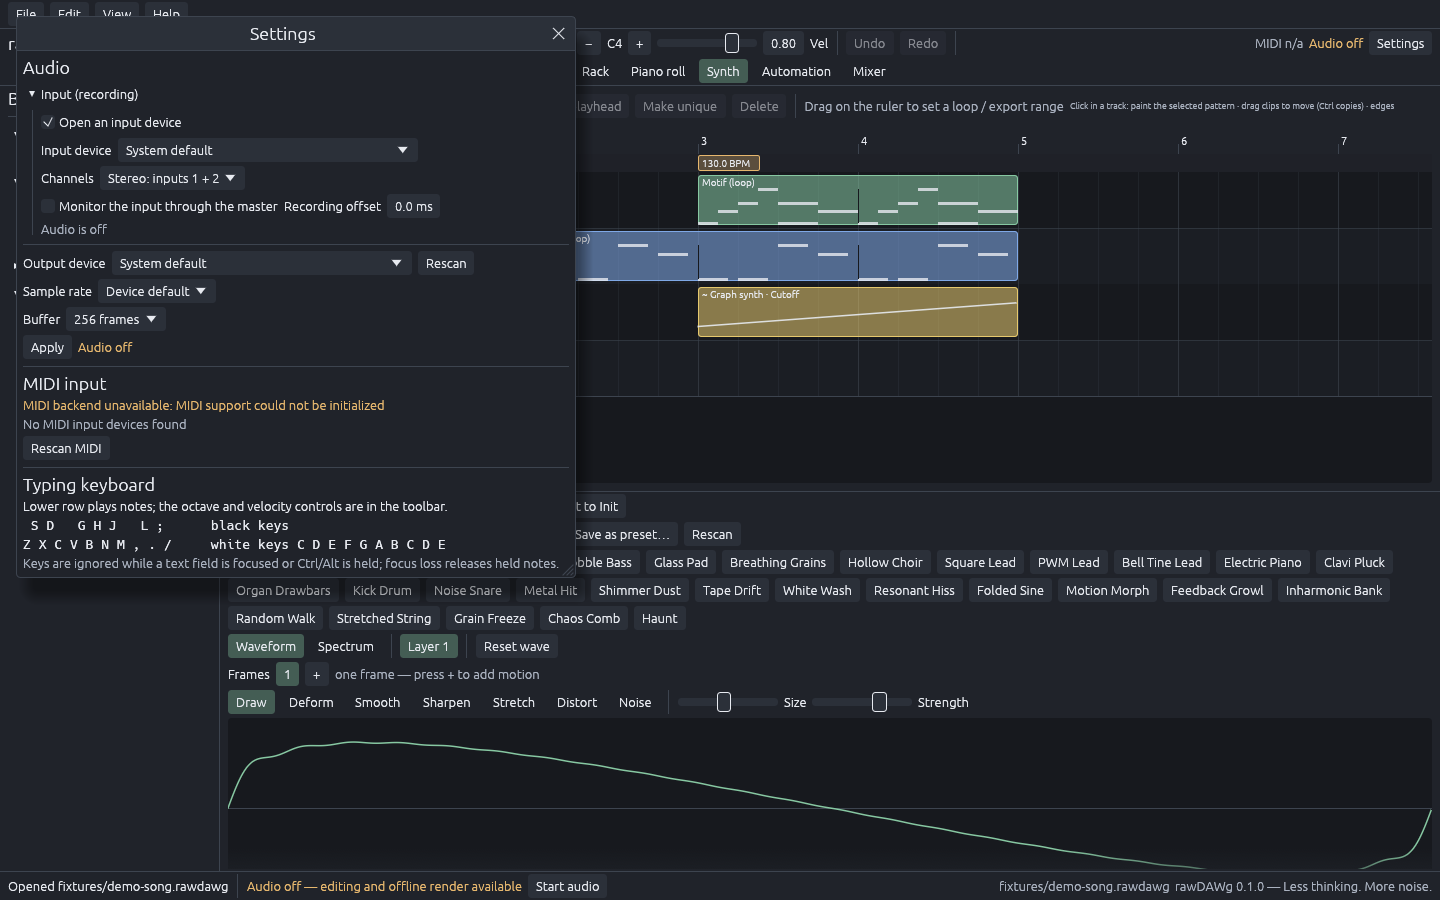 File Edit View Help
Settings
− C4 + 0.80 Vel Undo Redo MIDI n/a Audio off Settings
Rack Piano roll Synth Automation Mixer
Make unique Delete Drag on the ruler to set a loop / export range Click in a track: paint the selected pattern · drag clips to move (Ctrl copies) · edges
3 4 5 6 7
130.0 BPM
Motif (loop)
~ Graph synth · Cutoff
Audio
Input (recording)
Open an input device
Input device System default
Channels Stereo: inputs 1 + 2
Monitor the input through the master Recording offset 0.0 ms
Audio is off
Output device System default Rescan
Sample rate Device default
Buffer 256 frames
Apply Audio off
MIDI input
MIDI backend unavailable: MIDI support could not be initialized
No MIDI input devices found
Rescan MIDI
Typing keyboard
Lower row plays notes; the octave and velocity controls are in the toolbar.
S D G H J L ; black keys
Z X C V B N M , . / white keys C D E F G A B C D E
Keys are ignored while a text field is focused or Ctrl/Alt is held; focus loss releases held notes.
t to Init
Save as preset… Rescan
Bass Glass Pad Breathing Grains Hollow Choir Square Lead PWM Lead Bell Tine Lead Electric Piano Clavi Pluck
Organ Drawbars Kick Drum Noise Snare Metal Hit Shimmer Dust Tape Drift White Wash Resonant Hiss Folded Sine Motion Morph Feedback Growl Inharmonic Bank
Random Walk Stretched String Grain Freeze Chaos Comb Haunt
Waveform Spectrum Layer 1 Reset wave
Frames 1 + one frame — press + to add motion
Draw Deform Smooth Sharpen Stretch Distort Noise Size Strength
Opened fixtures/demo-song.rawdawg Audio off — editing and offline render available Start audio fixtures/demo-song.rawdawg rawDAWg 0.1.0 — Less thinking. More noise.